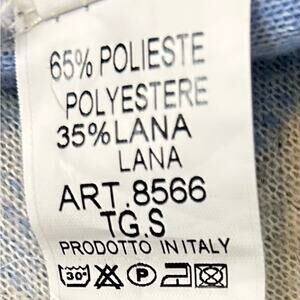 65% POLIESTE
POLYESTERE
35% LANA
LANA
ART.8566
TG.S
PRODOTTO IN ITALY
30°
P